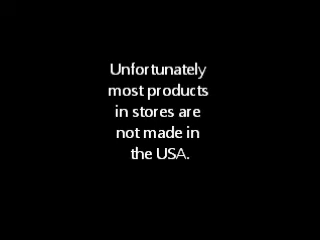 Unfortunately
most products
in stores are
not made in
the USA.